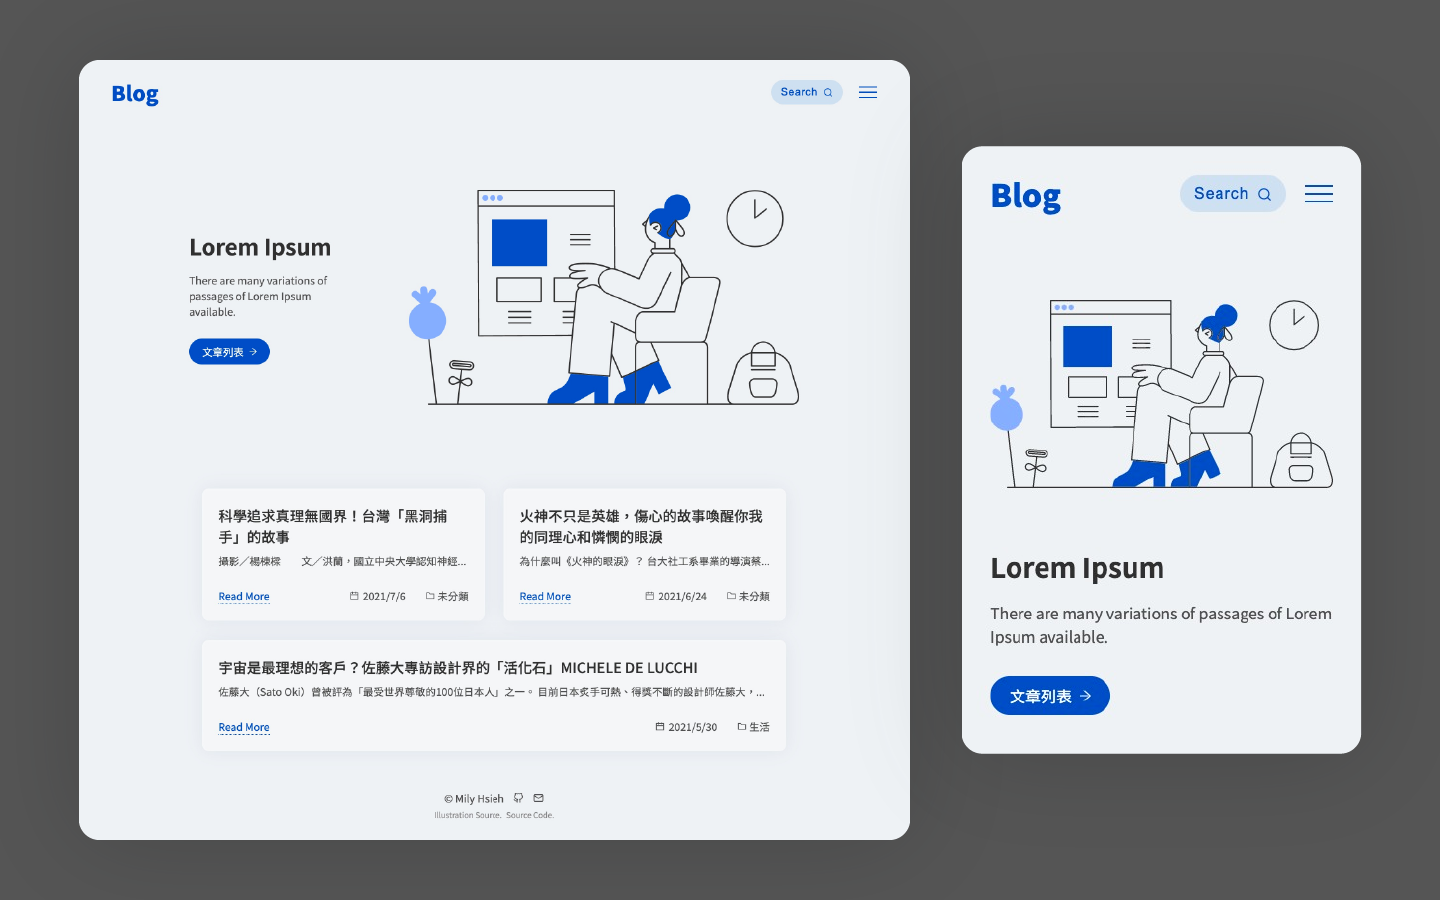 Blog
Search
Lorem Ipsum
There are many variations of
passages of Lorem Ipsum
available.
文章列表
科學追求真理無國界！台灣「黑洞捕
手」的故事
攝影／楊棟樑　　文／洪蘭，國立中央大學認知神經...
Read More 2021/7/6 未分類
火神不只是英雄，傷心的故事喚醒你我
的同理心和憐憫的眼淚
為什麼叫《火神的眼淚》？ 台大社工系畢業的導演蔡...
Read More 2021/6/24 未分類
宇宙是最理想的客戶？佐藤大專訪設計界的「活化石」MICHELE DE LUCCHI
佐藤大（Sato Oki）曾被評為「最受世界尊敬的100位日本人」之一。 目前日本炙手可熱、得獎不斷的設計師佐藤大，...
Read More 2021/5/30 生活
© Mily Hsieh
Illustration Source. Source Code.
Blog
Search
Lorem Ipsum
There are many variations of passages of Lorem
Ipsum available.
文章列表